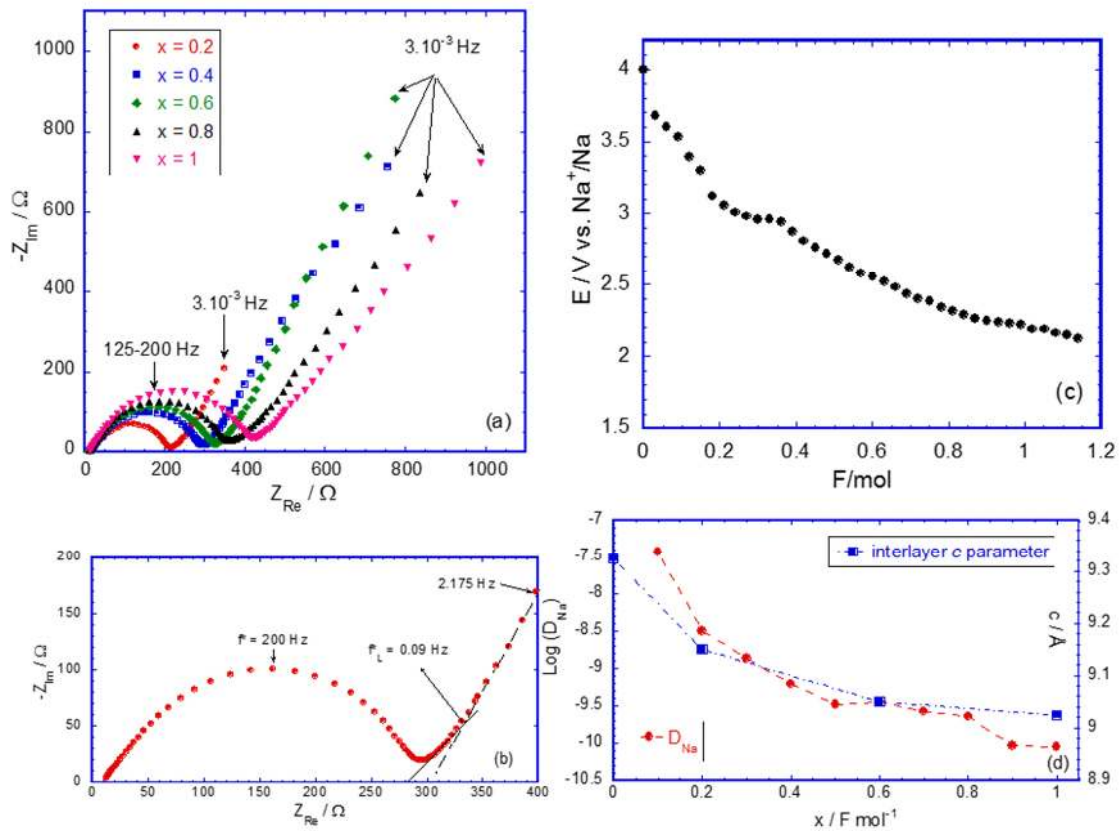 1000
800
600
400
200
0
-Z_Im / Ω
x = 0.2
x = 0.4
x = 0.6
x = 0.8
x = 1
3.10⁻³ Hz
3.10⁻³ Hz
125-200 Hz
(a)
0 200 400 600 800 1000
Z_Re / Ω
4
3.5
3
2.5
2
1.5
E / V vs. Na⁺/Na
(c)
0 0.2 0.4 0.6 0.8 1 1.2
F/mol
200
150
100
50
0
-Z_Im / Ω
f* = 200 Hz
f*_L = 0.09 Hz
2.175 Hz
(b)
0 50 100 150 200 250 300 350 400
Z_Re / Ω
-7
-7.5
-8
-8.5
-9
-9.5
-10
-10.5
Log (D_Na)
interlayer c parameter
D_Na
(d)
9.4
9.3
9.2
9.1
9
8.9
c / Å
0 0.2 0.4 0.6 0.8 1
x / F mol⁻¹